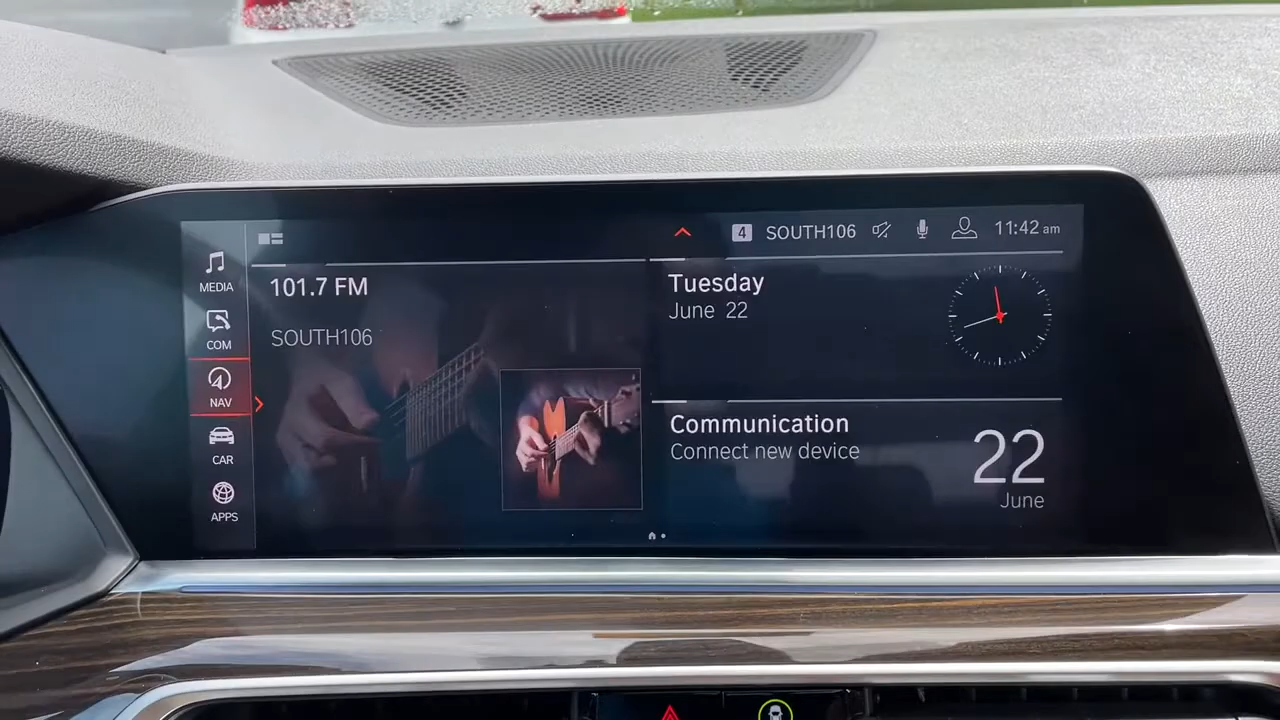 4 SOUTH106 11:42 am
MEDIA
COM
NAV
CAR
APPS
101.7 FM
SOUTH106
Tuesday
June 22
Communication
Connect new device
22
June